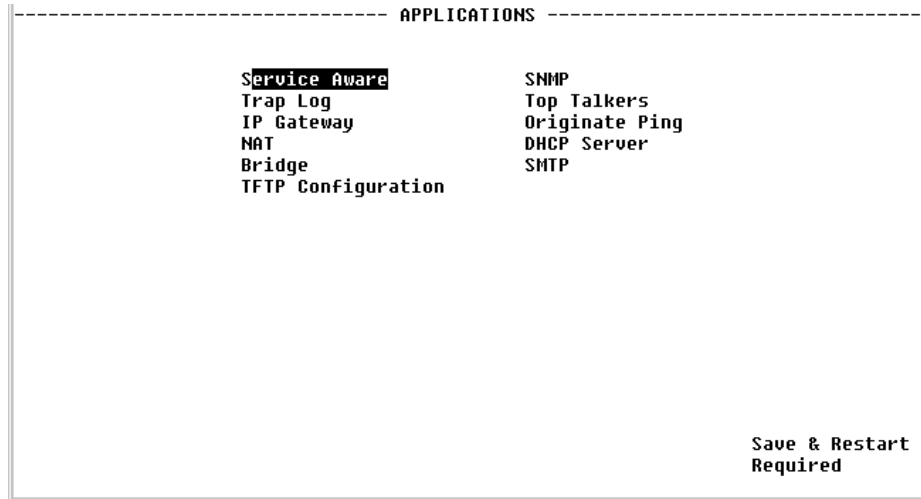 APPLICATIONS
Service Aware
Trap Log
IP Gateway
NAT
Bridge
TFTP Configuration
SNMP
Top Talkers
Originate Ping
DHCP Server
SMTP
Save & Restart
Required